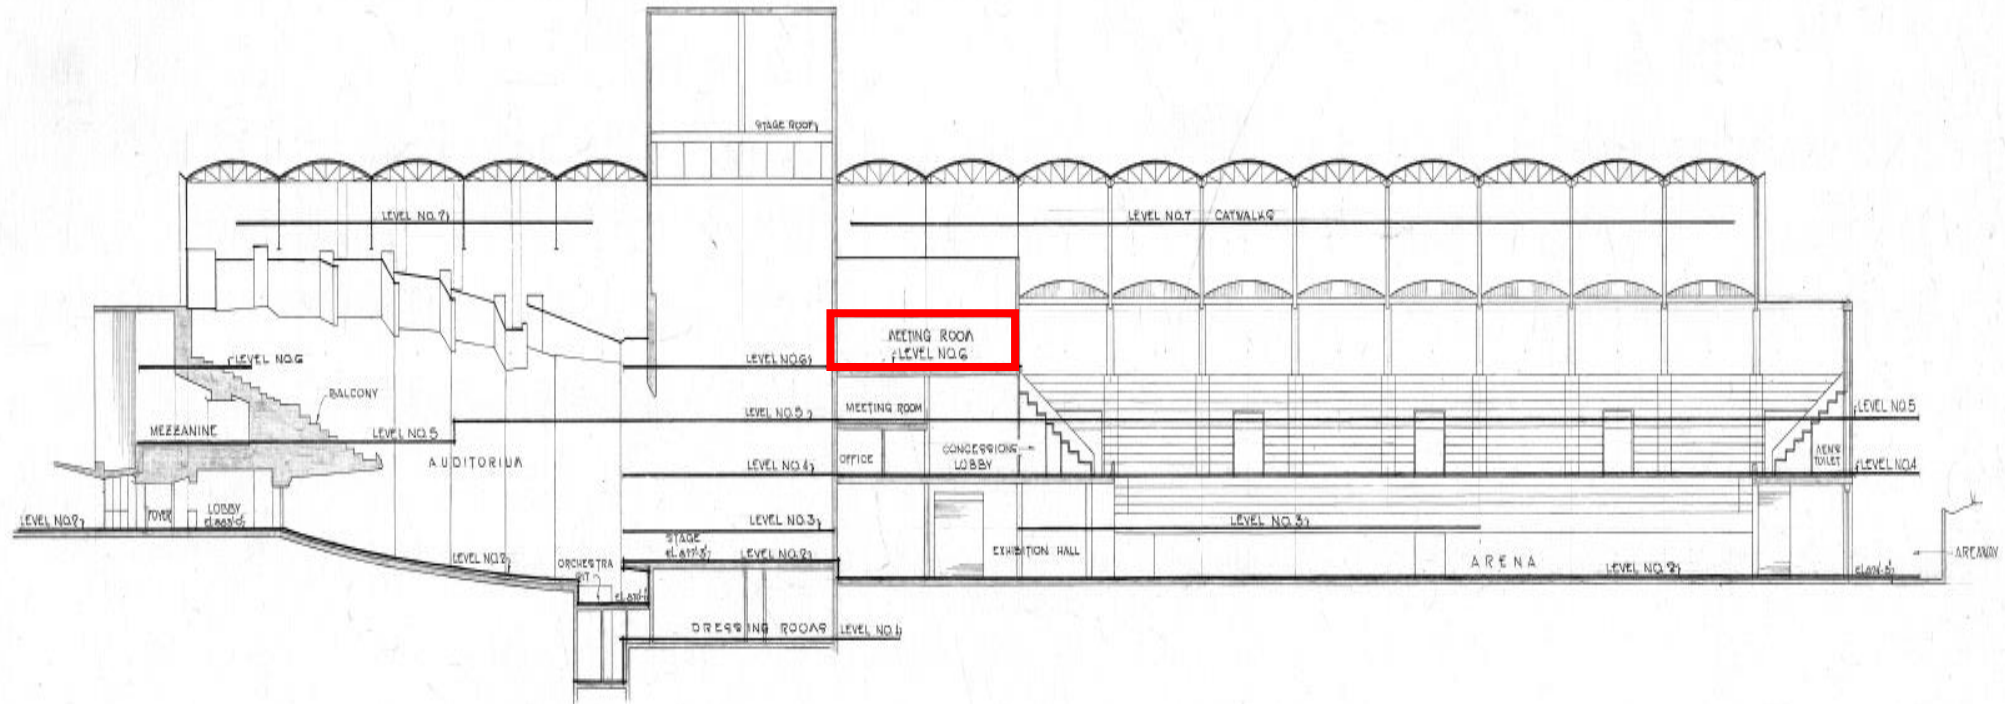 STAGE ROOF
LEVEL NO. 7
LEVEL NO. 7 CATWALKS
MEETING ROOM
LEVEL NO. 6
LEVEL NO. 6
LEVEL NO. 6
BALCONY
MEZZANINE
LEVEL NO. 5
AUDITORIUM
LEVEL NO. 5
MEETING ROOM
LEVEL NO. 5
OFFICE
CONCESSIONS
LOBBY
LEVEL NO. 4
MEN'S
TOILET
LEVEL NO. 4
FOYER
LOBBY
LEVEL NO. 2
LEVEL NO. 3
LEVEL NO. 3
STAGE
LEVEL NO. 2
LEVEL NO. 2
ORCHESTRA
PIT
EXHIBITION HALL
ARENA
LEVEL NO. 2
AREAWAY
DRESSING ROOMS
LEVEL NO. 1